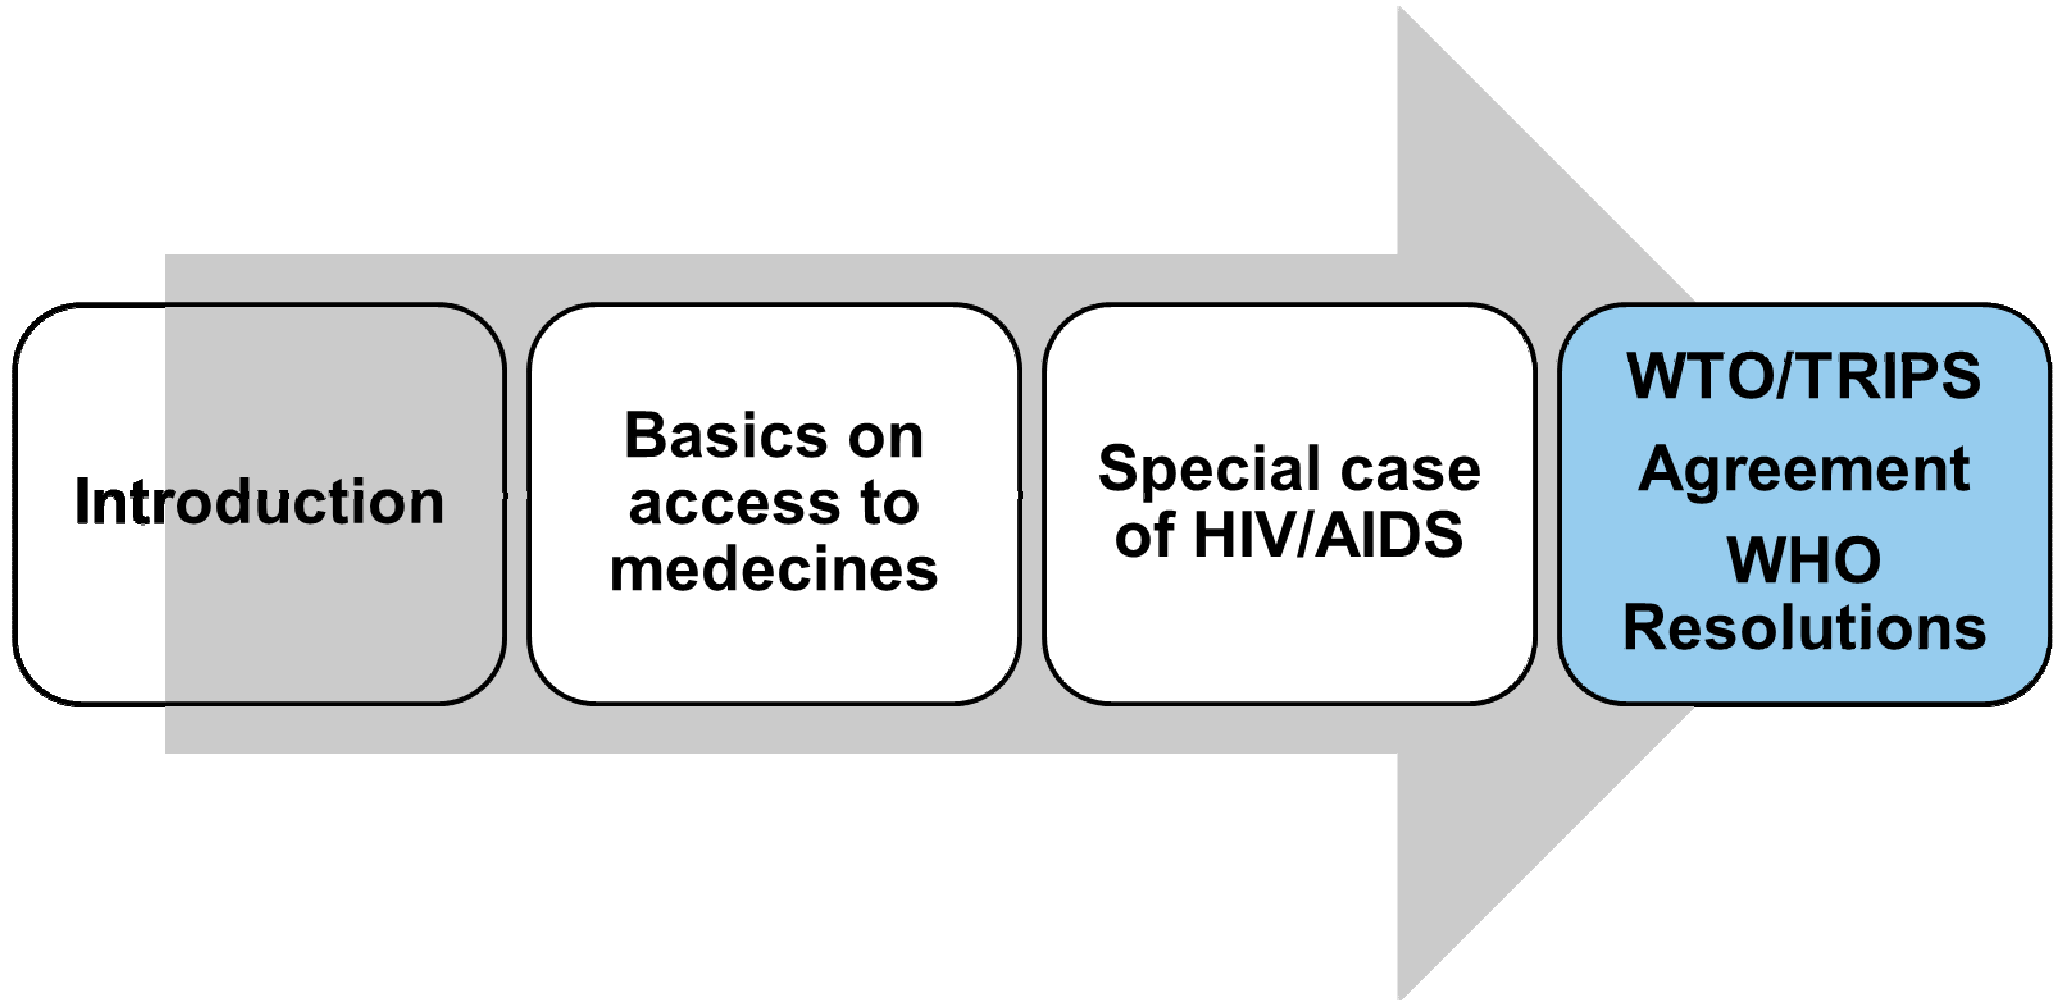 Introduction
Basics on
access to
medecines
Special case
of HIV/AIDS
WTO/TRIPS
Agreement
WHO
Resolutions